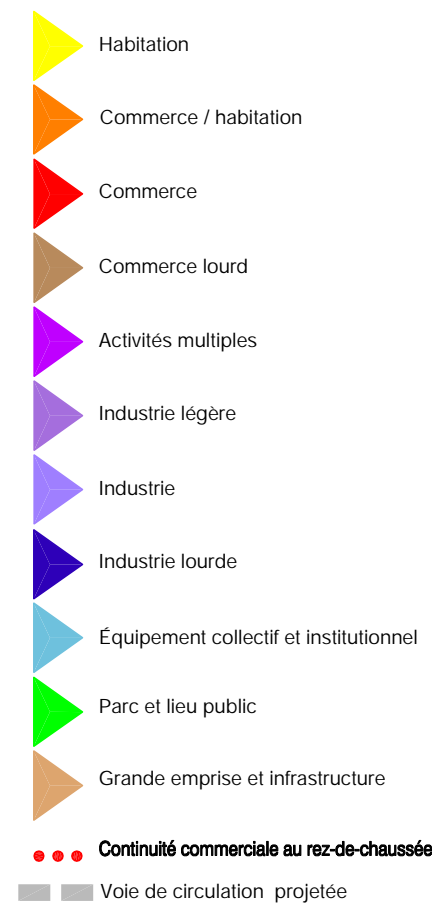 Habitation
Commerce / habitation
Commerce
Commerce lourd
Activités multiples
Industrie légère
Industrie
Industrie lourde
Équipement collectif et institutionnel
Parc et lieu public
Grande emprise et infrastructure
Continuité commerciale au rez-de-chaussée
Voie de circulation projetée